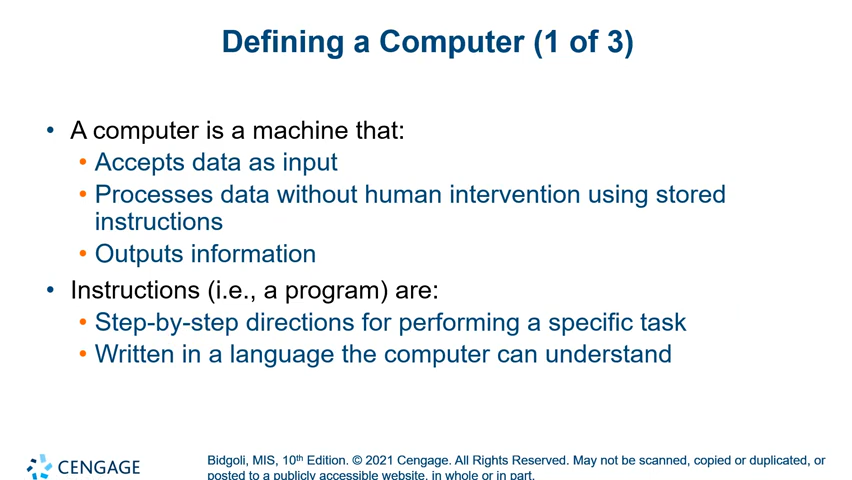 Defining a Computer (1 of 3)
• A computer is a machine that:
• Accepts data as input
• Processes data without human intervention using stored
instructions
• Outputs information
• Instructions (i.e., a program) are:
• Step-by-step directions for performing a specific task
• Written in a language the computer can understand
CENGAGE
Bidgoli, MIS, 10th Edition. © 2021 Cengage. All Rights Reserved. May not be scanned, copied or duplicated, or
posted to a publicly accessible website, in whole or in part.